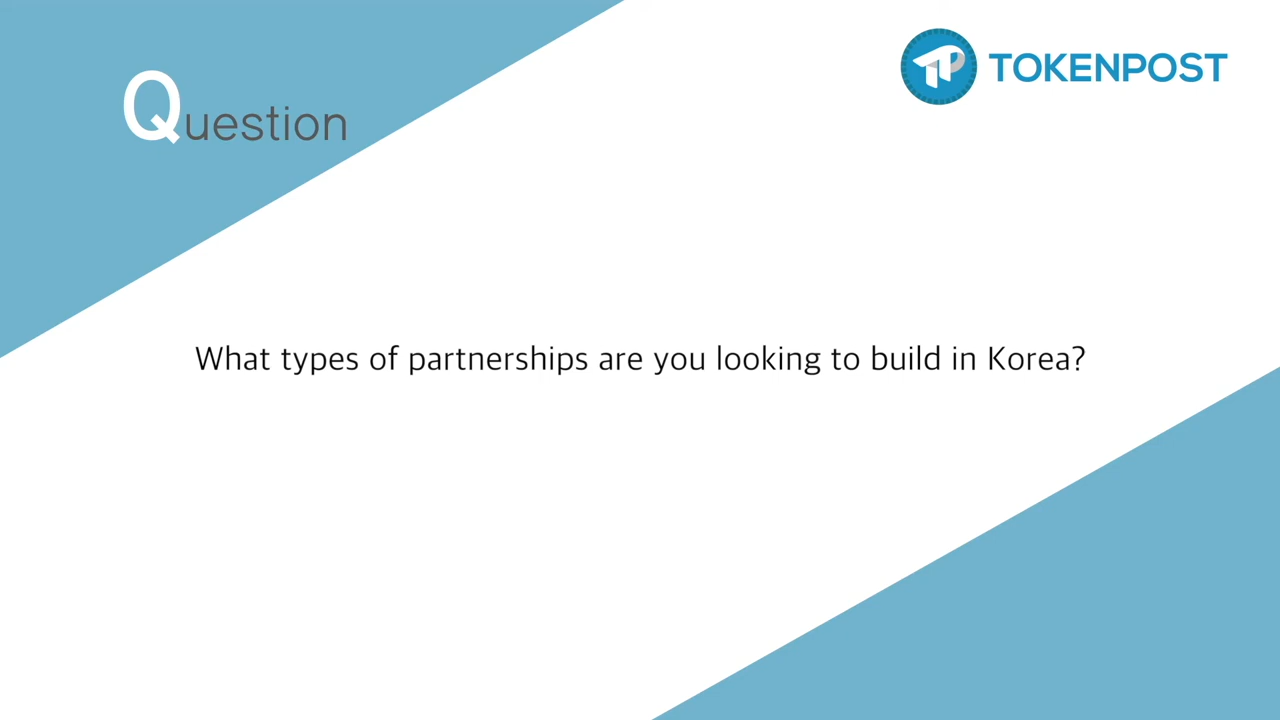 Question
TOKENPOST
What types of partnerships are you looking to build in Korea?